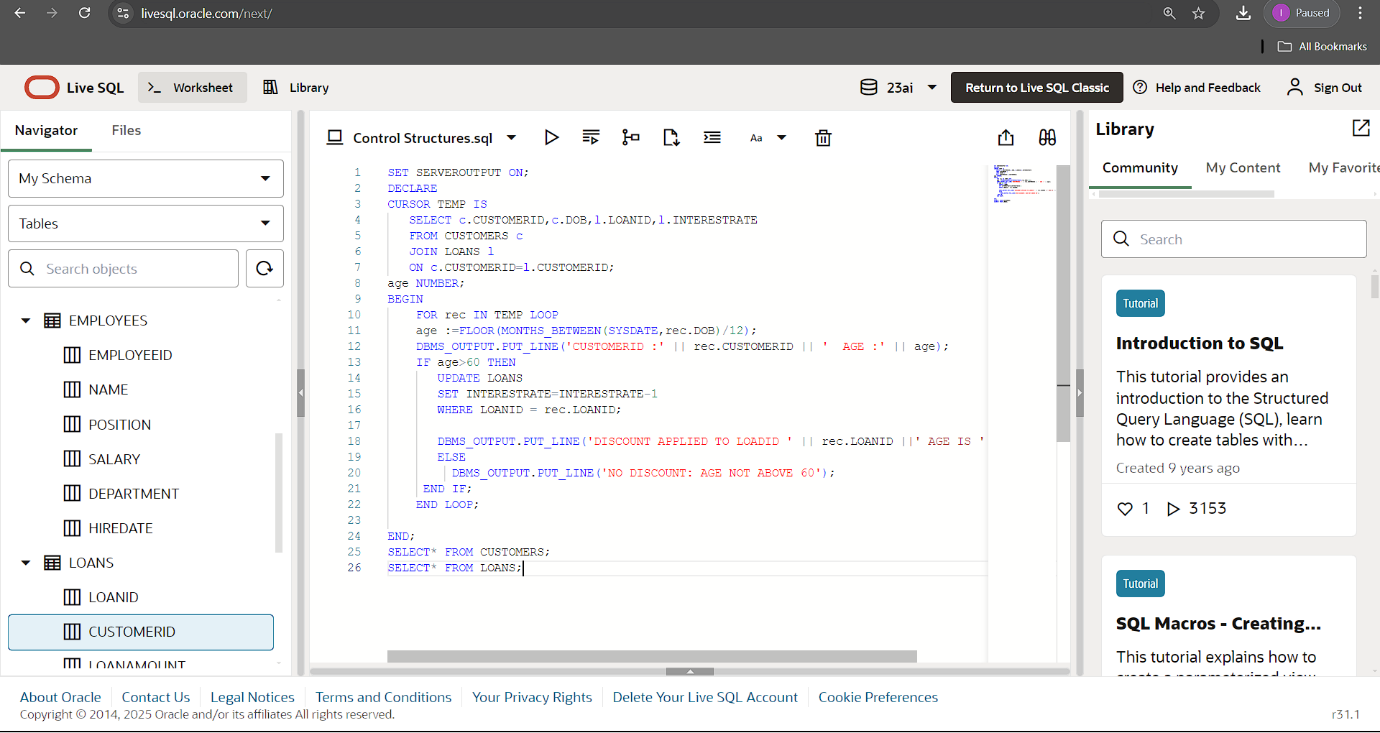 livesql.oracle.com/next/
I
Paused
All Bookmarks
Live SQL
>_ Worksheet
Library
23ai
Return to Live SQL Classic
Help and Feedback
Sign Out
Navigator
Files
My Schema
Tables
Search objects
EMPLOYEES
EMPLOYEEID
NAME
POSITION
SALARY
DEPARTMENT
HIREDATE
LOANS
LOANID
CUSTOMERID
LOANAMOUNT
Control Structures.sql
Aa
1 SET SERVEROUTPUT ON;
2 DECLARE
3 CURSOR TEMP IS
4 SELECT c.CUSTOMERID,c.DOB,l.LOANID,l.INTERESTRATE
5 FROM CUSTOMERS c
6 JOIN LOANS l
7 ON c.CUSTOMERID=l.CUSTOMERID;
8 age NUMBER;
9 BEGIN
10 FOR rec IN TEMP LOOP
11 age :=FLOOR(MONTHS_BETWEEN(SYSDATE,rec.DOB)/12);
12 DBMS_OUTPUT.PUT_LINE('CUSTOMERID :' || rec.CUSTOMERID || '  AGE :' || age);
13 IF age>60 THEN
14 UPDATE LOANS
15 SET INTERESTRATE=INTERESTRATE-1
16 WHERE LOANID = rec.LOANID;
17
18 DBMS_OUTPUT.PUT_LINE('DISCOUNT APPLIED TO LOADID ' || rec.LOANID ||' AGE IS '
19 ELSE
20 DBMS_OUTPUT.PUT_LINE('NO DISCOUNT: AGE NOT ABOVE 60');
21 END IF;
22 END LOOP;
23
24 END;
25 SELECT* FROM CUSTOMERS;
26 SELECT* FROM LOANS;
Library
Community
My Content
My Favorite
Search
Tutorial
Introduction to SQL
This tutorial provides an
introduction to the Structured
Query Language (SQL), learn
how to create tables with...
Created 9 years ago
1
3153
Tutorial
SQL Macros - Creating...
This tutorial explains how to
create a parameterized view
About Oracle
Contact Us
Legal Notices
Terms and Conditions
Your Privacy Rights
Delete Your Live SQL Account
Cookie Preferences
Copyright © 2014, 2025 Oracle and/or its affiliates All rights reserved.
r31.1